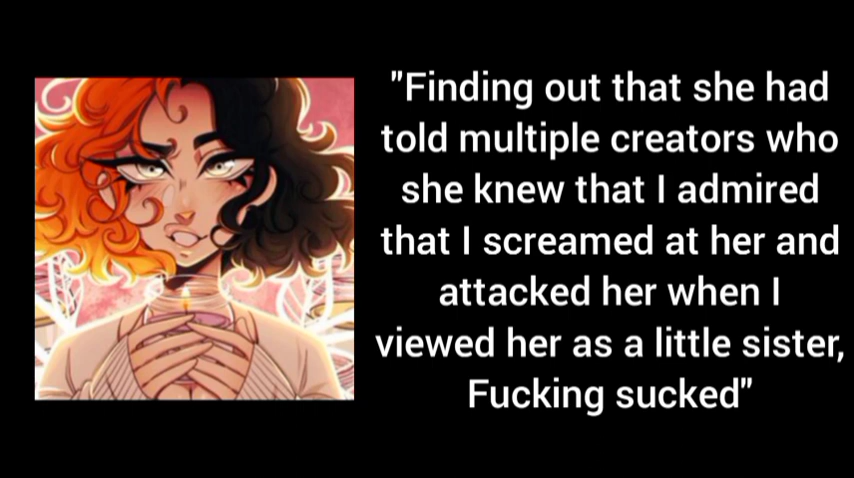 "Finding out that she had
told multiple creators who
she knew that I admired
that I screamed at her and
attacked her when I
viewed her as a little sister,
Fucking sucked"